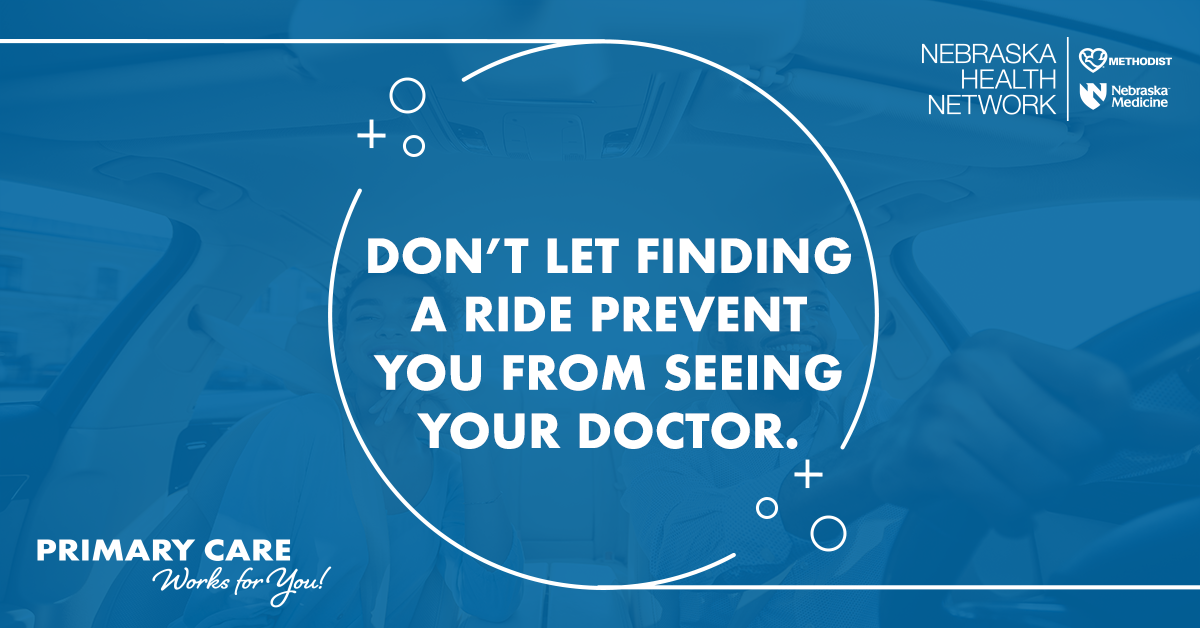 NEBRASKA
HEALTH
NETWORK
METHODIST
Nebraska
Medicine
DON’T LET FINDING
A RIDE PREVENT
YOU FROM SEEING
YOUR DOCTOR.
PRIMARY CARE
Works for You!